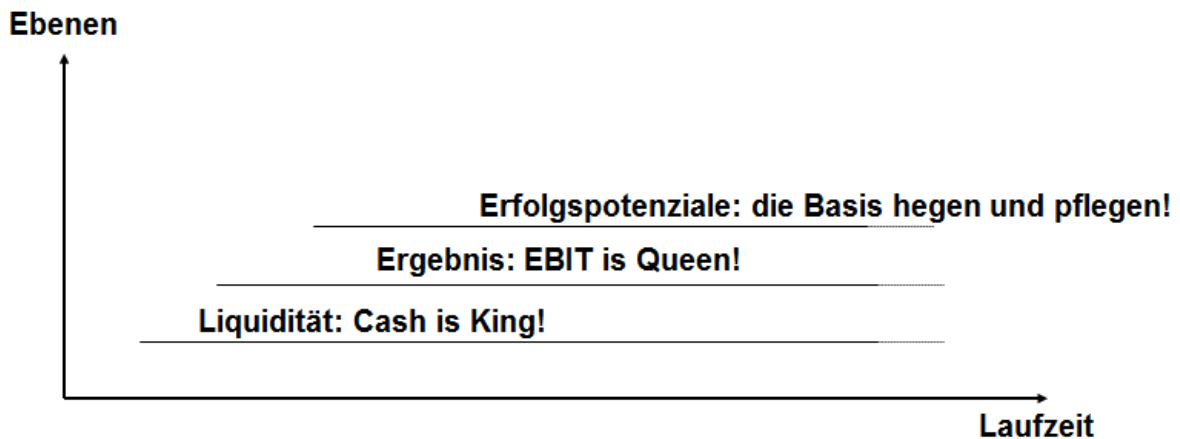 Ebenen
Erfolgspotenziale: die Basis hegen und pflegen!
Ergebnis: EBIT is Queen!
Liquidität: Cash is King!
Laufzeit